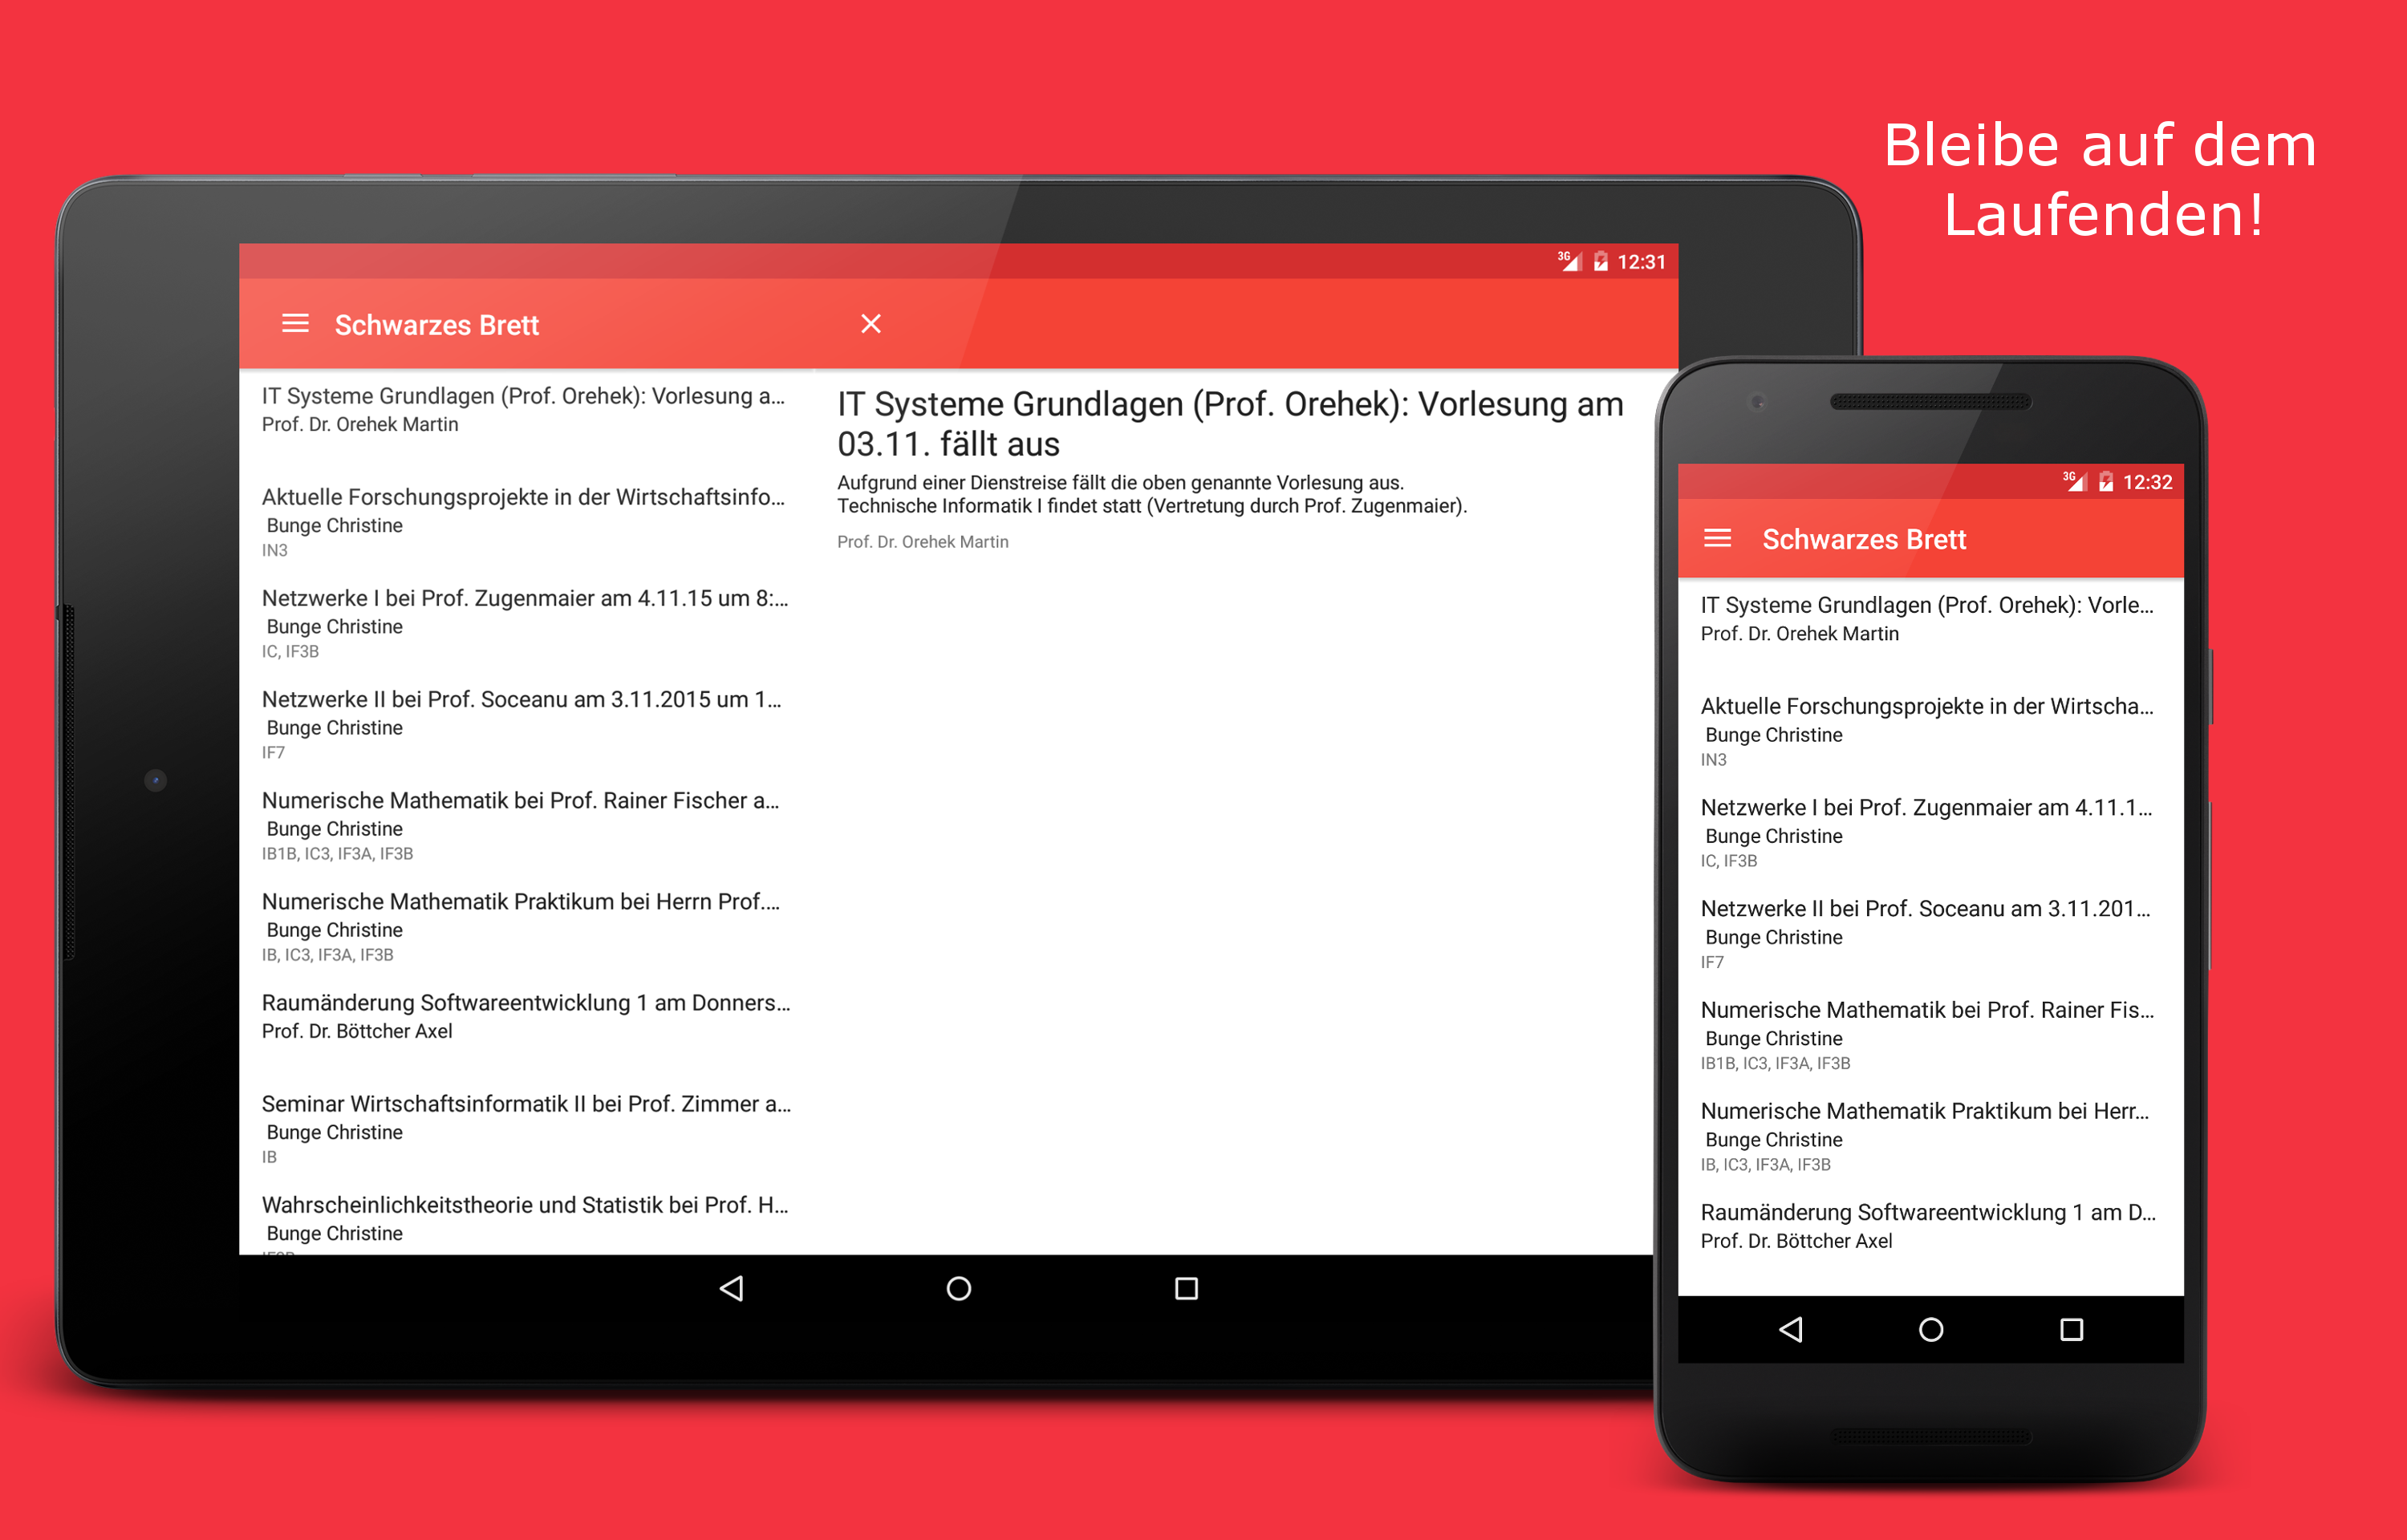 Bleibe auf dem
Laufenden!
3G 12:31
Schwarzes Brett
IT Systeme Grundlagen (Prof. Orehek): Vorlesung a...
Prof. Dr. Orehek Martin
Aktuelle Forschungsprojekte in der Wirtschaftsinfo...
Bunge Christine
IN3
Netzwerke I bei Prof. Zugenmaier am 4.11.15 um 8:...
Bunge Christine
IC, IF3B
Netzwerke II bei Prof. Soceanu am 3.11.2015 um 1...
Bunge Christine
IF7
Numerische Mathematik bei Prof. Rainer Fischer a...
Bunge Christine
IB1B, IC3, IF3A, IF3B
Numerische Mathematik Praktikum bei Herrn Prof....
Bunge Christine
IB, IC3, IF3A, IF3B
Raumänderung Softwareentwicklung 1 am Donners...
Prof. Dr. Böttcher Axel
Seminar Wirtschaftsinformatik II bei Prof. Zimmer a...
Bunge Christine
IB
Wahrscheinlichkeitstheorie und Statistik bei Prof. H...
Bunge Christine
IT Systeme Grundlagen (Prof. Orehek): Vorlesung am
03.11. fällt aus
Aufgrund einer Dienstreise fällt die oben genannte Vorlesung aus.
Technische Informatik I findet statt (Vertretung durch Prof. Zugenmaier).
Prof. Dr. Orehek Martin
3G 12:32
Schwarzes Brett
IT Systeme Grundlagen (Prof. Orehek): Vorle...
Prof. Dr. Orehek Martin
Aktuelle Forschungsprojekte in der Wirtscha...
Bunge Christine
IN3
Netzwerke I bei Prof. Zugenmaier am 4.11.1...
Bunge Christine
IC, IF3B
Netzwerke II bei Prof. Soceanu am 3.11.201...
Bunge Christine
IF7
Numerische Mathematik bei Prof. Rainer Fis...
Bunge Christine
IB1B, IC3, IF3A, IF3B
Numerische Mathematik Praktikum bei Herr...
Bunge Christine
IB, IC3, IF3A, IF3B
Raumänderung Softwareentwicklung 1 am D...
Prof. Dr. Böttcher Axel